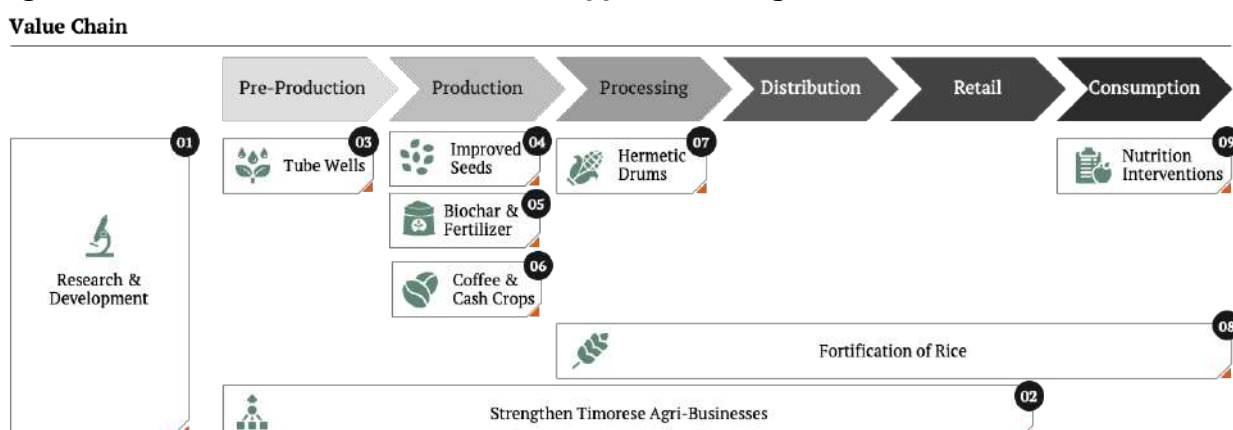 Value Chain
Pre-Production
Production
Processing
Distribution
Retail
Consumption
01
Research &
Development
03
Tube Wells
04
Improved
Seeds
05
Biochar &
Fertilizer
06
Coffee &
Cash Crops
07
Hermetic
Drums
09
Nutrition
Interventions
08
Fortification of Rice
02
Strengthen Timorese Agri-Businesses